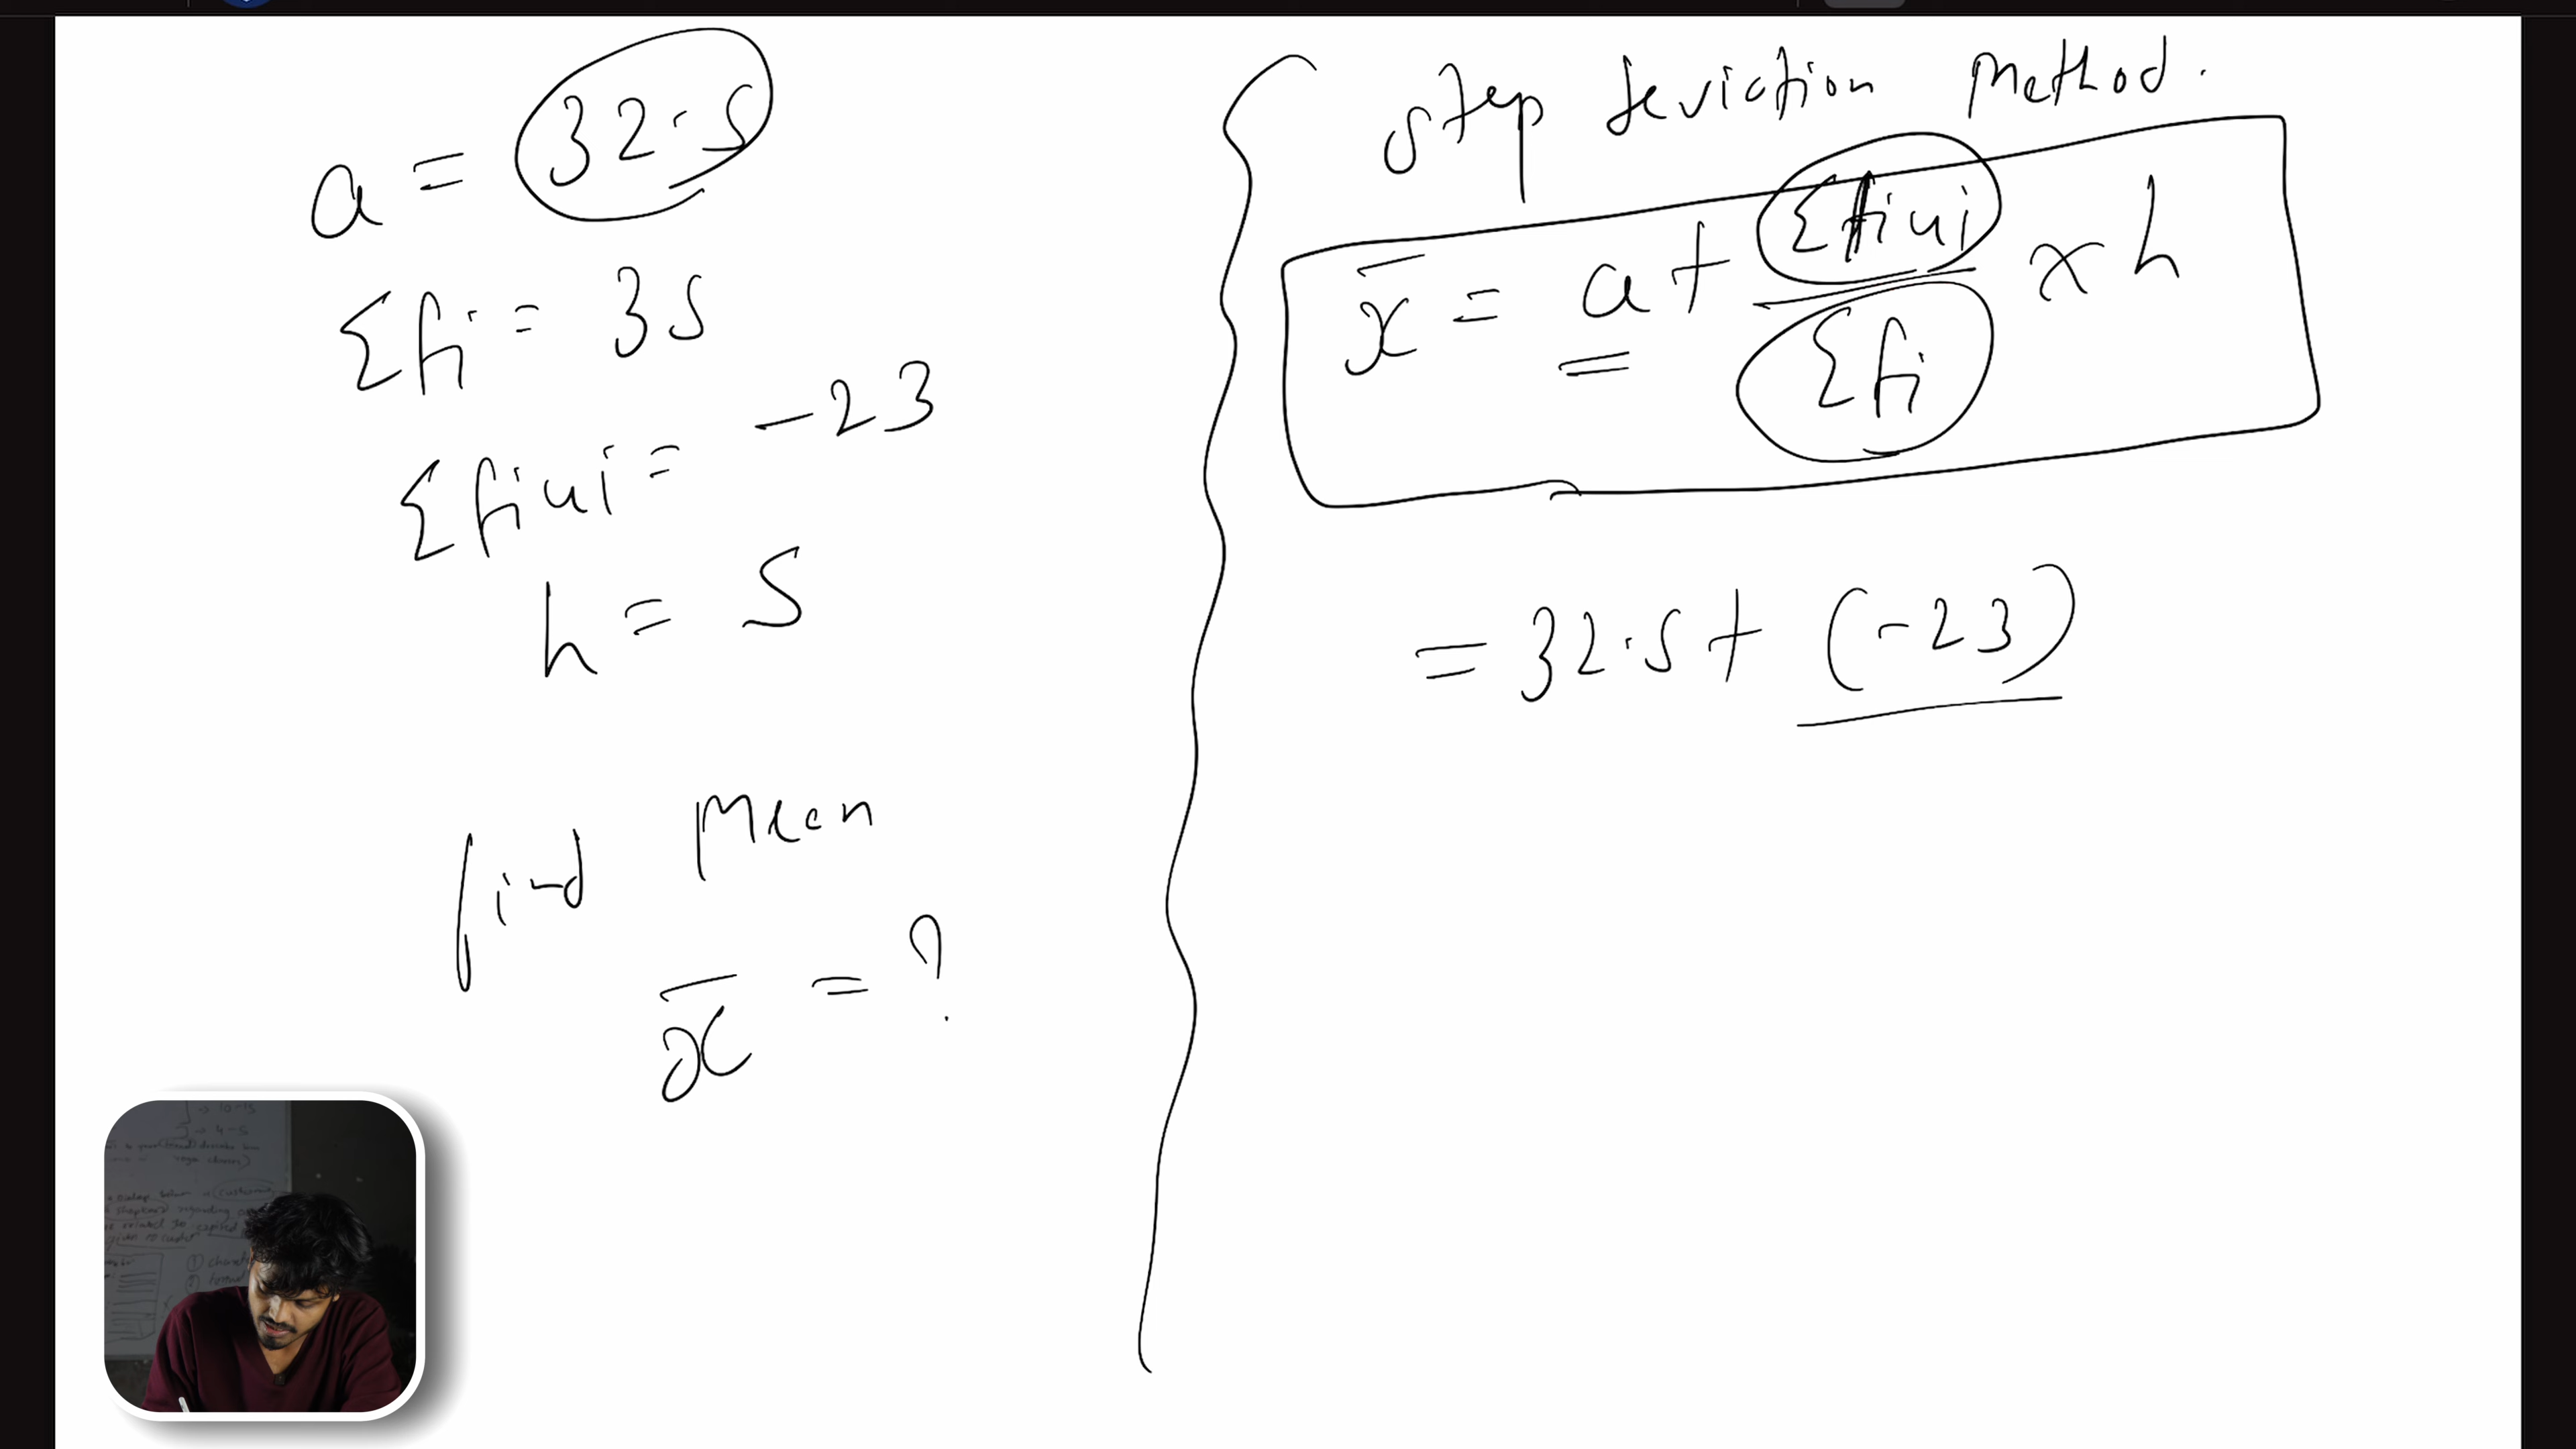 a = 32.5
Σfi = 35
Σfiui = -23
h = 5
find Mean
x̄ = ?
Step deviation Method.
x̄ = a + Σfiui / Σfi × h
= 32.5 + (-23)